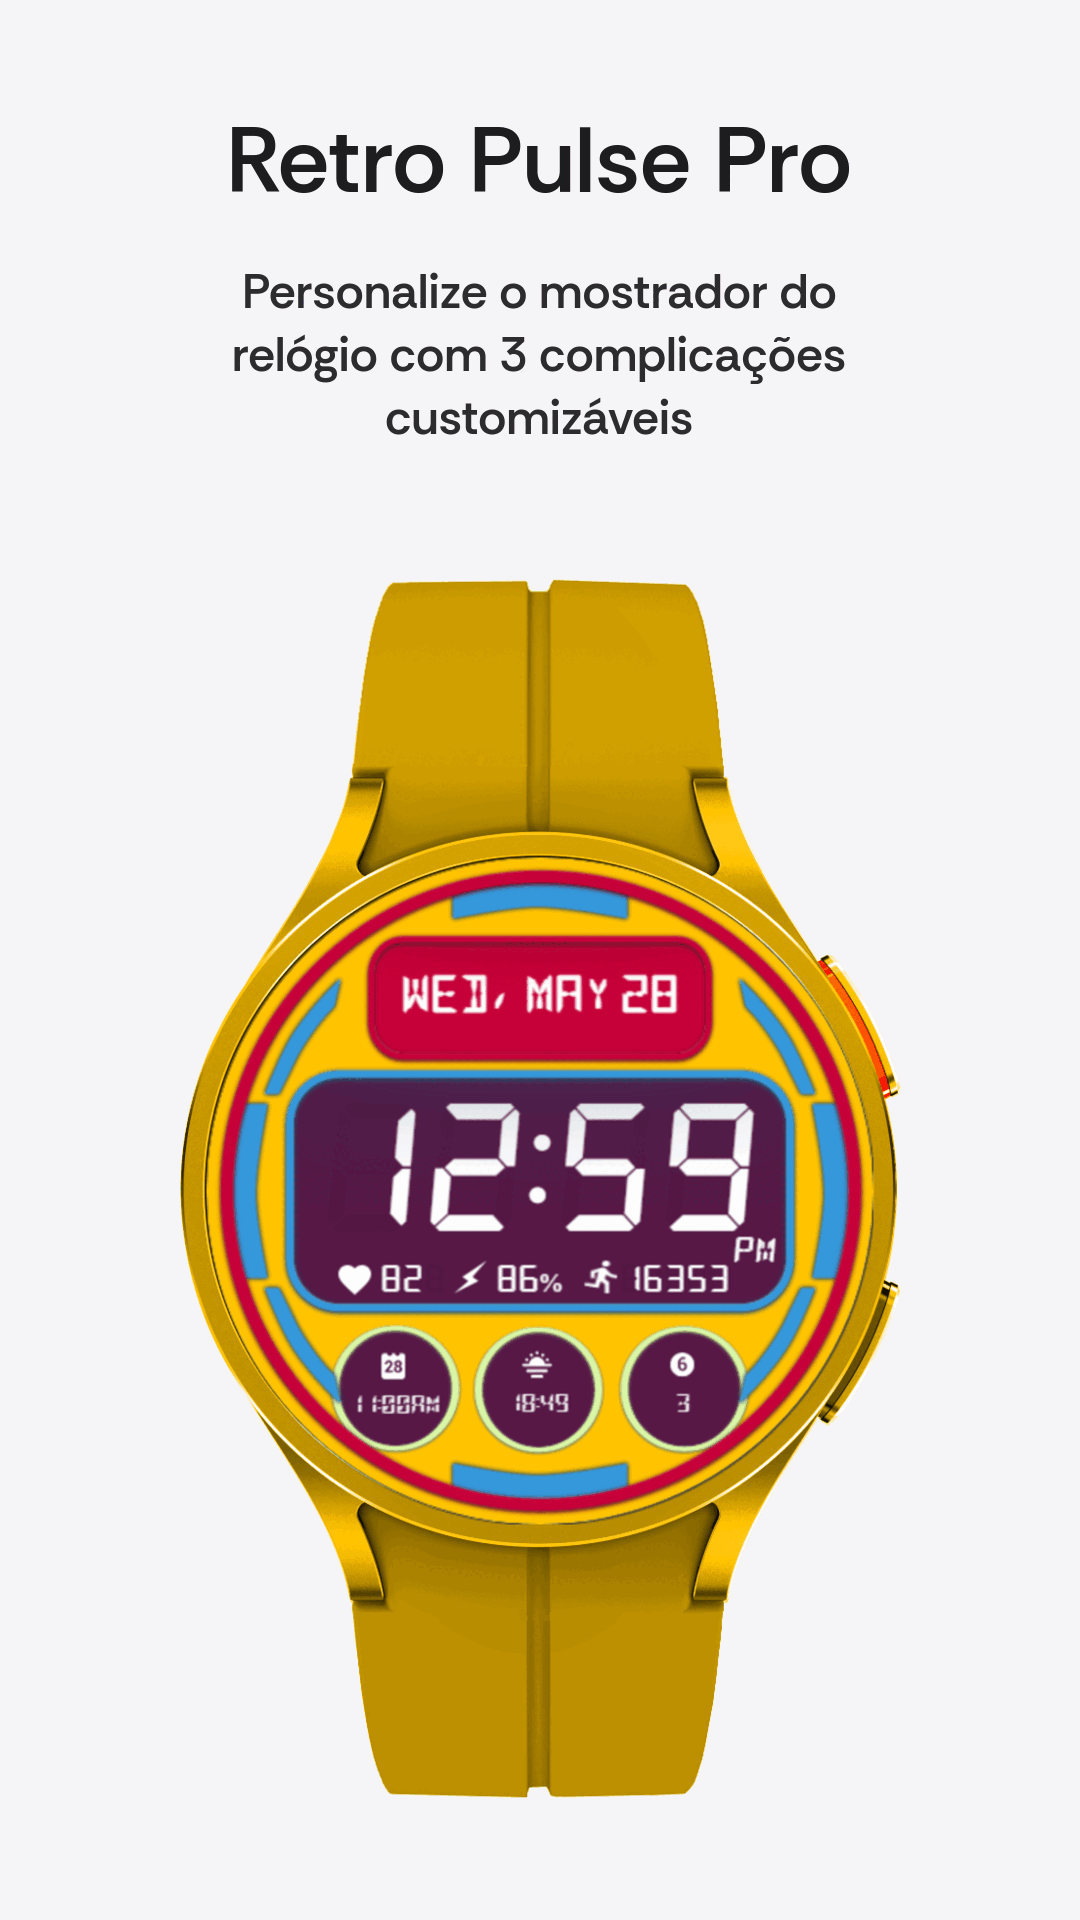 Retro Pulse Pro
Personalize o mostrador do
relógio com 3 complicações
customizáveis
WED, MAY 28
12:59
PM
82 86% 16353
28 6
11:00AM 18:49 3